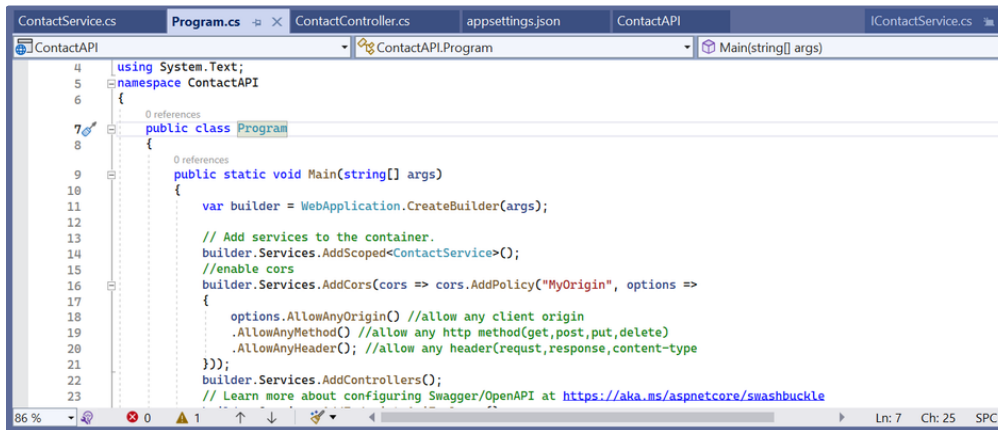 ContactService.cs Program.cs ContactController.cs appsettings.json ContactAPI IContactService.cs
ContactAPI ContactAPI.Program Main(string[] args)
4 using System.Text;
5 namespace ContactAPI
6 {
0 references
7 public class Program
8 {
0 references
9 public static void Main(string[] args)
10 {
11 var builder = WebApplication.CreateBuilder(args);
12
13 // Add services to the container.
14 builder.Services.AddScoped<ContactService>();
15 //enable cors
16 builder.Services.AddCors(cors => cors.AddPolicy("MyOrigin", options =>
17 {
18 options.AllowAnyOrigin() //allow any client origin
19 .AllowAnyMethod() //allow any http method(get,post,put,delete)
20 .AllowAnyHeader(); //allow any header(requst,response,content-type
21 }));
22 builder.Services.AddControllers();
23 // Learn more about configuring Swagger/OpenAPI at https://aka.ms/aspnetcore/swashbuckle
86 % 0 1 Ln: 7 Ch: 25 SPC